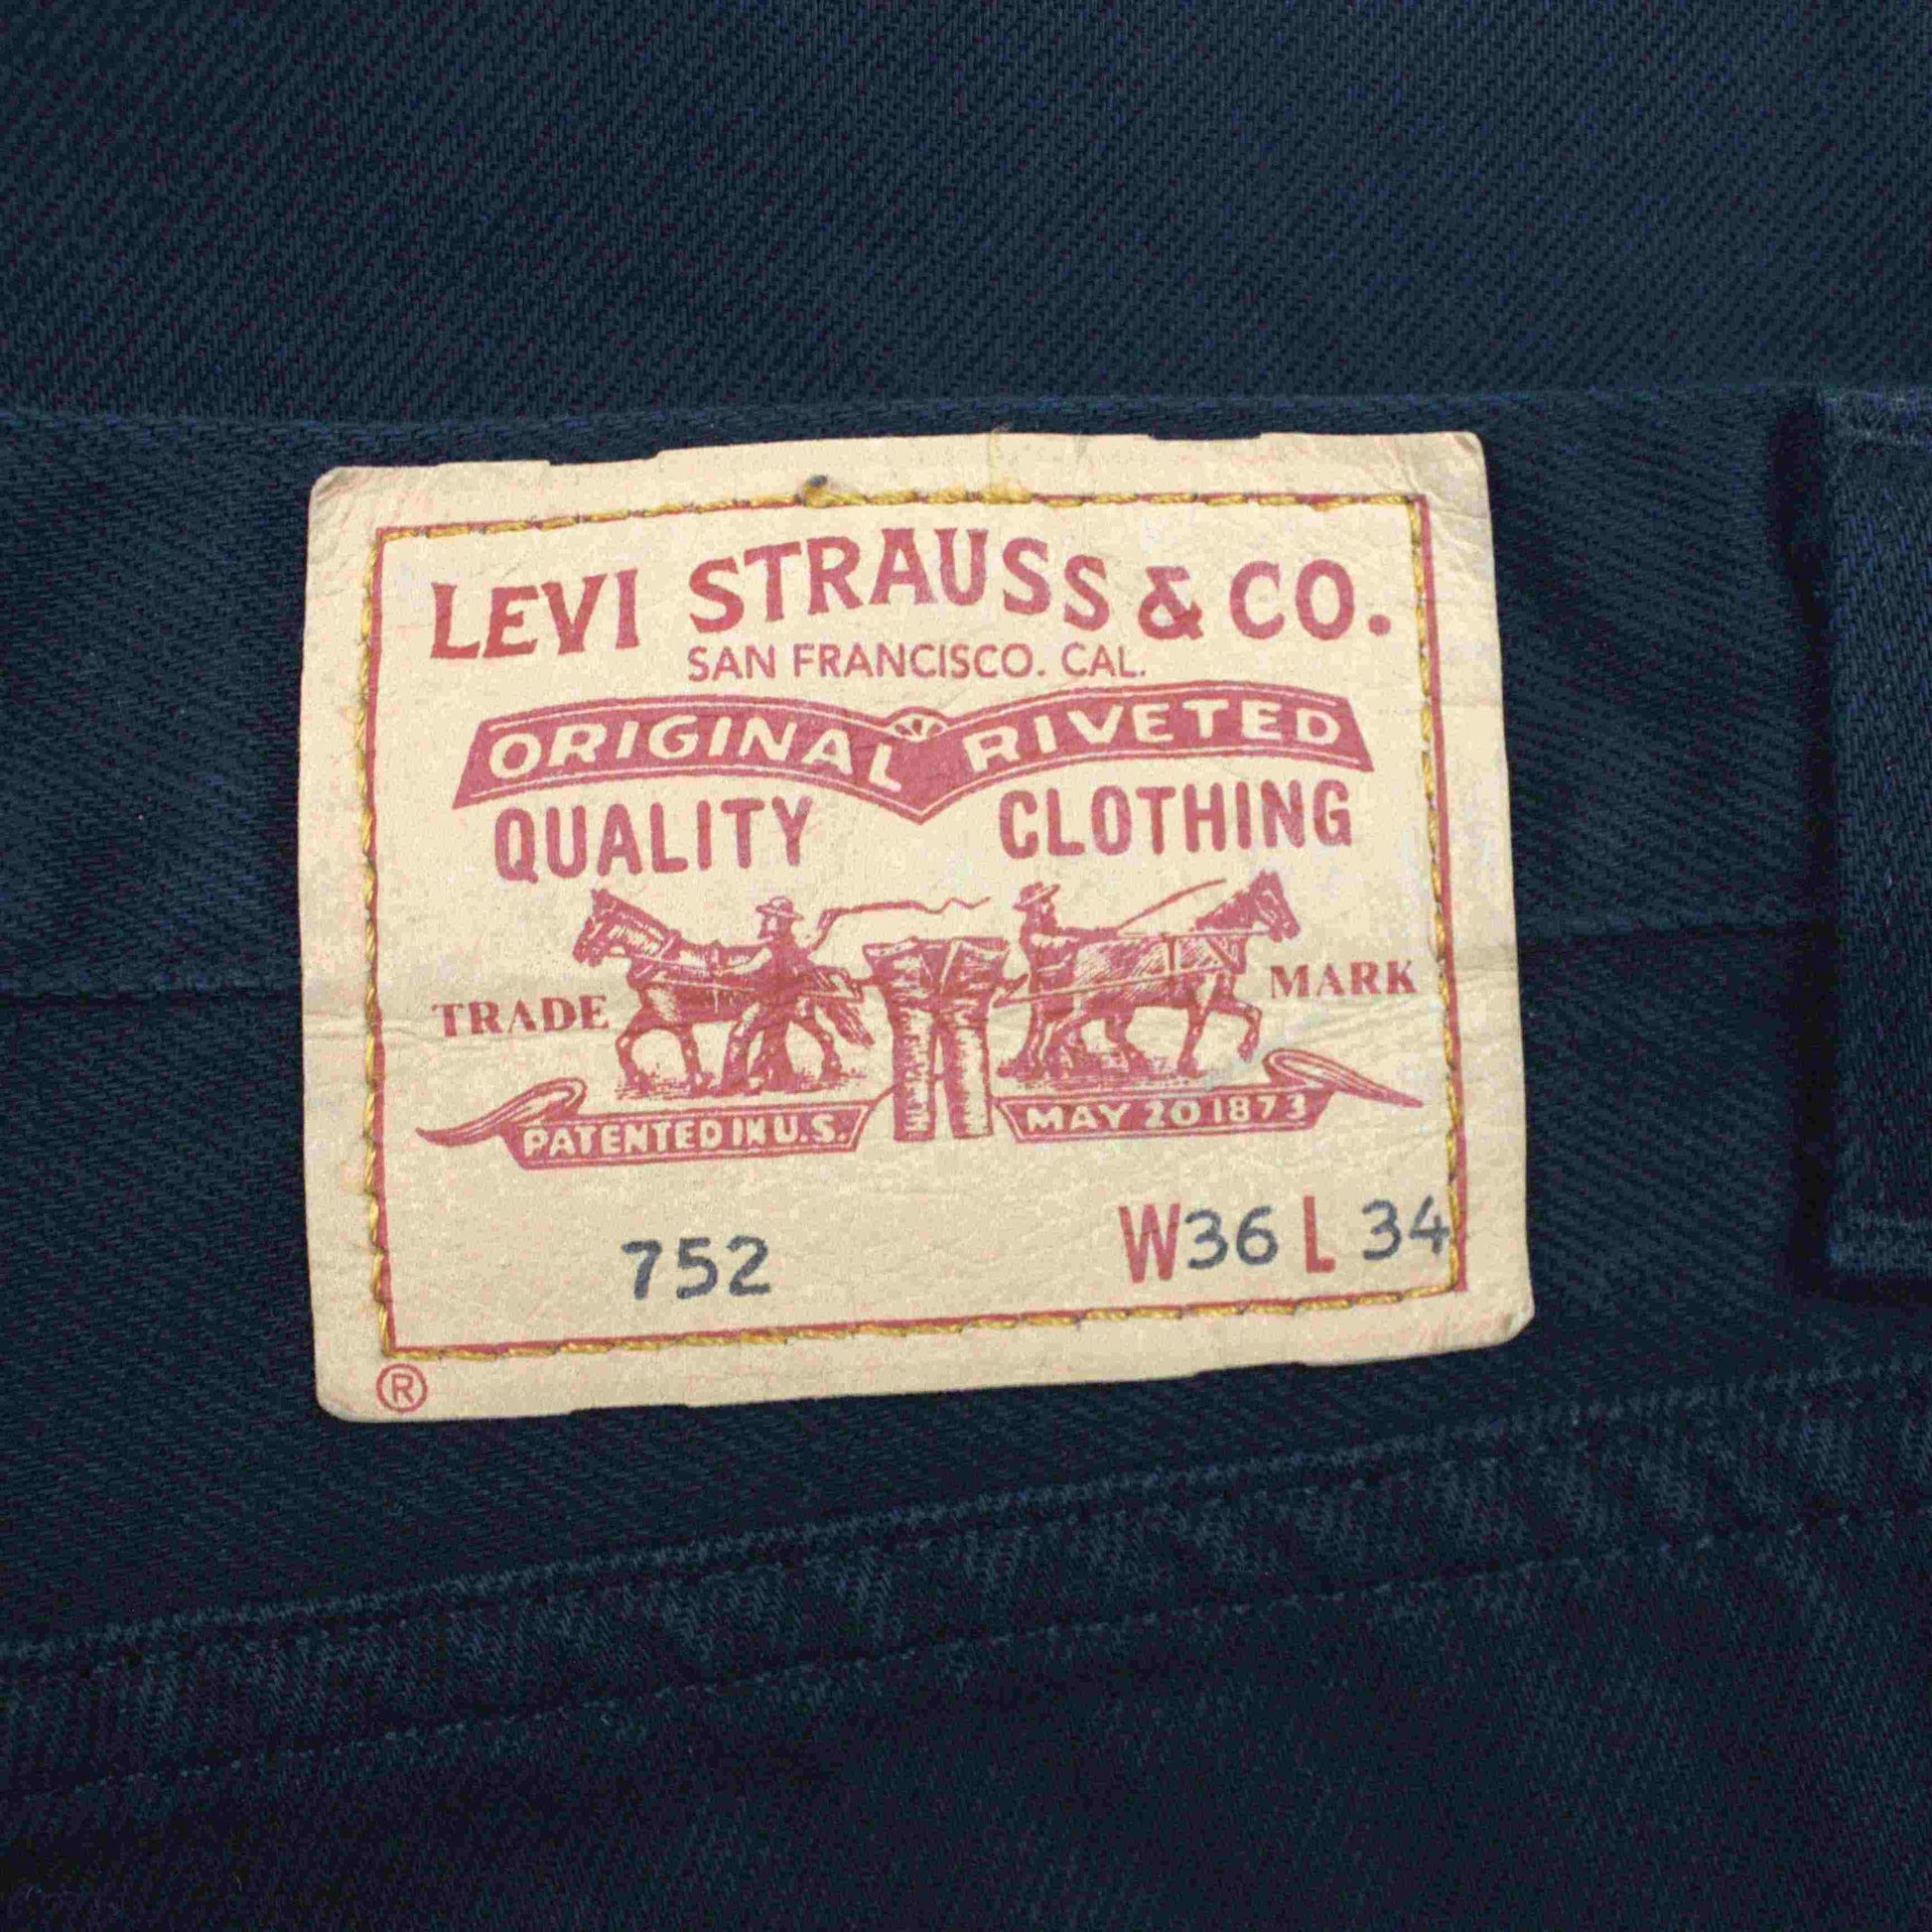 LEVI STRAUSS & CO.
SAN FRANCISCO. CAL.
ORIGINAL RIVETED
QUALITY CLOTHING
TRADE MARK
PATENTED IN U.S. MAY 20 1873
752 W36 L 34
®